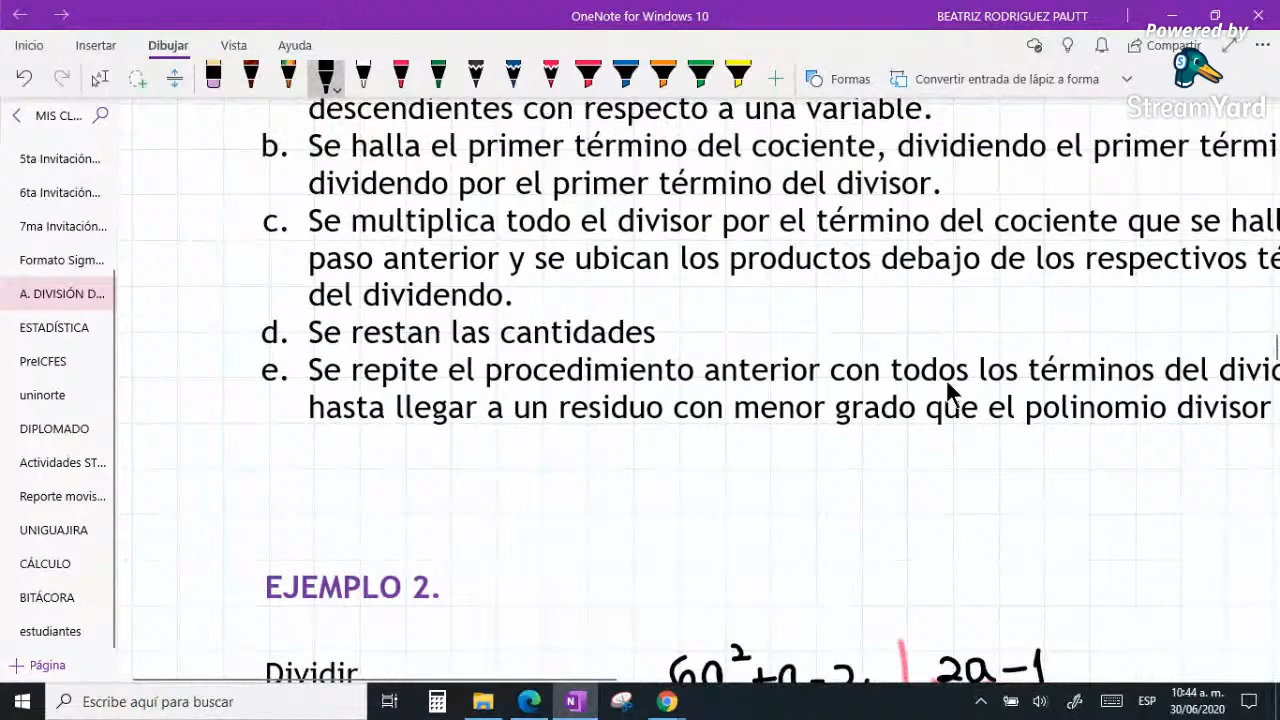 OneNote for Windows 10
BEATRIZ RODRIGUEZ PAUTT
Powered by
StreamYard
Inicio
Insertar
Dibujar
Vista
Ayuda
Compartir
Formas
Convertir entrada de lápiz a forma
MIS CL...
5ta Invitación...
6ta Invitación...
7ma Invitación...
Formato Sigm...
A. DIVISIÓN D...
ESTADÍSTICA
PreICFES
uninorte
DIPLOMADO
Actividades ST...
Reporte movis...
UNIGUAJIRA
CÁLCULO
BITÁCORA
estudiantes
Página
descendientes con respecto a una variable.
b. Se halla el primer término del cociente, dividiendo el primer térmi
dividendo por el primer término del divisor.
c. Se multiplica todo el divisor por el término del cociente que se hall
paso anterior y se ubican los productos debajo de los respectivos té
del dividendo.
d. Se restan las cantidades
e. Se repite el procedimiento anterior con todos los términos del divid
hasta llegar a un residuo con menor grado que el polinomio divisor
EJEMPLO 2.
Dividir
6a² + a - 2 | 2a - 1
Escribe aquí para buscar
ESP
10:44 a. m.
30/06/2020